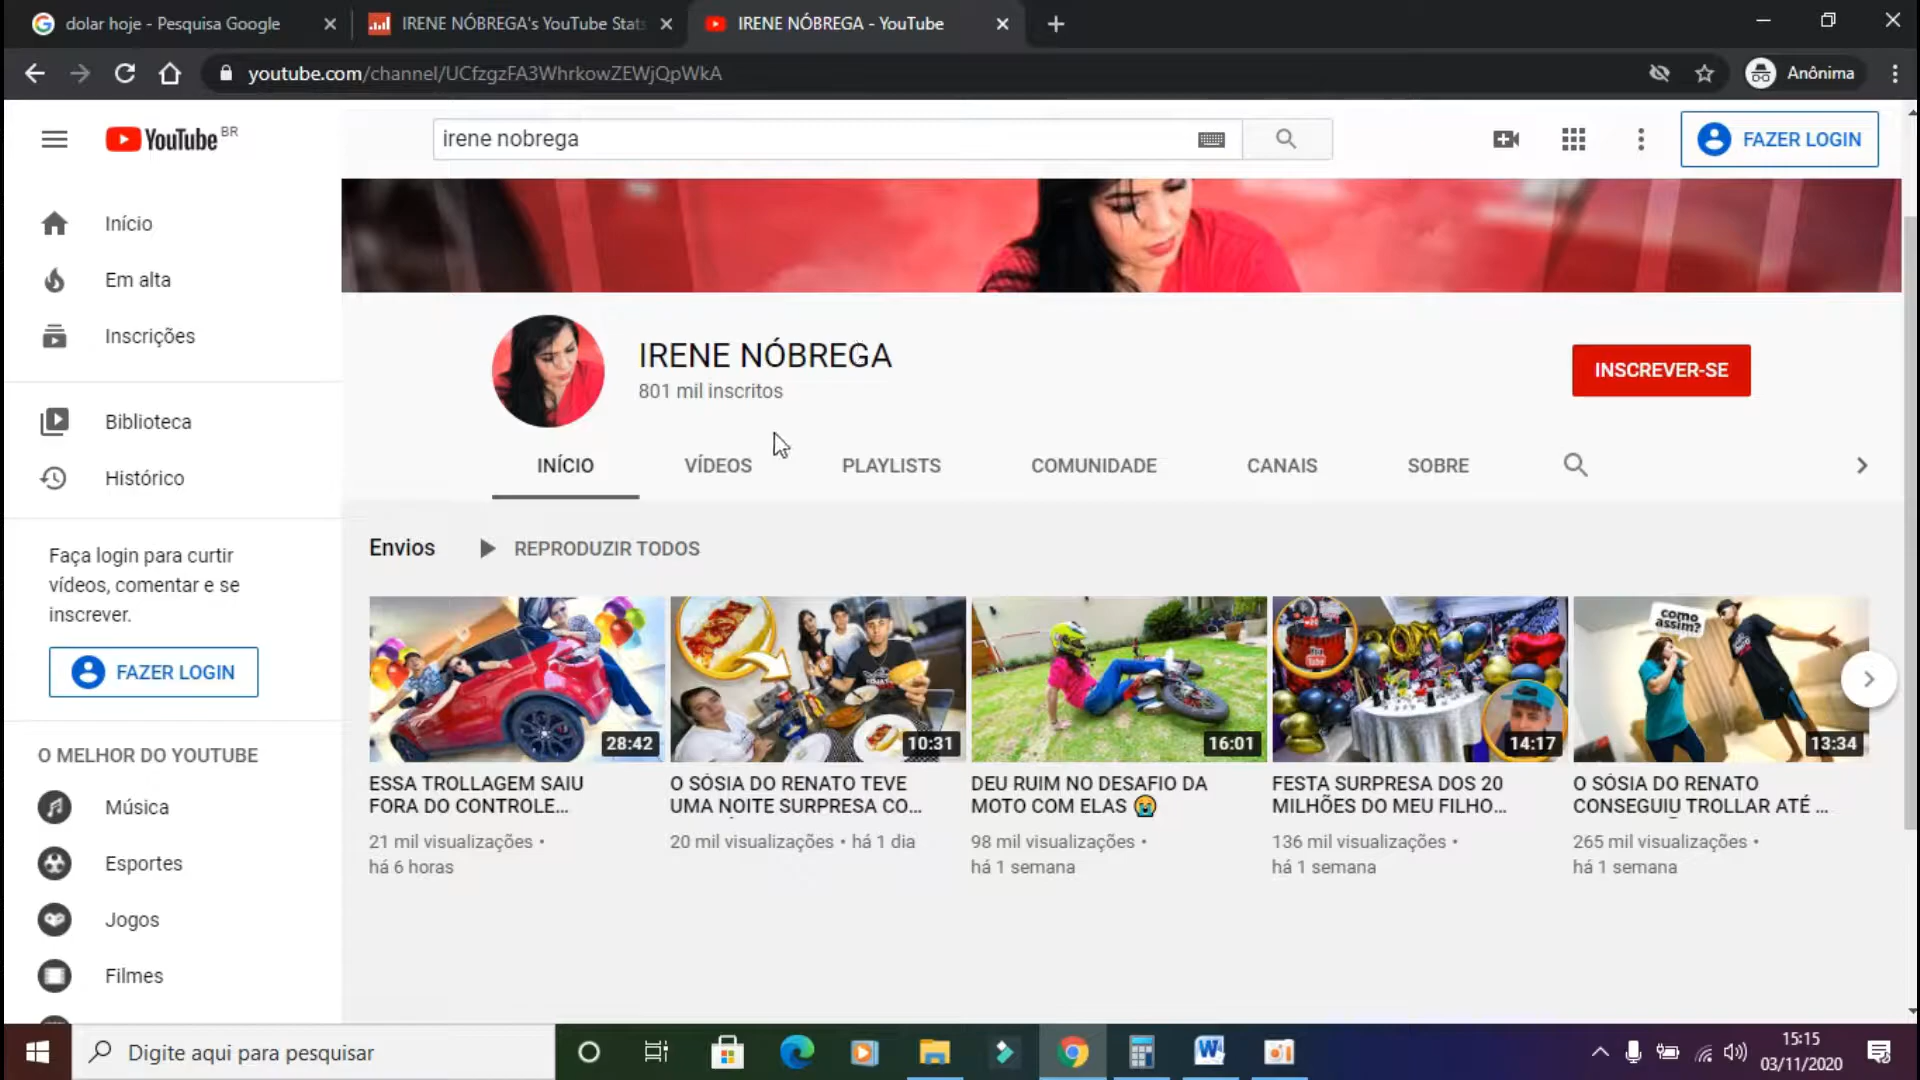 dolar hoje - Pesquisa Google
IRENE NÓBREGA's YouTube Stats
IRENE NÓBREGA - YouTube
youtube.com/channel/UCfzgzFA3WhrkowZEWjQpWkA
Anônima
YouTube BR
irene nobrega
FAZER LOGIN
Início
Em alta
Inscrições
Biblioteca
Histórico
Faça login para curtir
vídeos, comentar e se
inscrever.
FAZER LOGIN
O MELHOR DO YOUTUBE
Música
Esportes
Jogos
Filmes
IRENE NÓBREGA
801 mil inscritos
INSCREVER-SE
INÍCIO
VÍDEOS
PLAYLISTS
COMUNIDADE
CANAIS
SOBRE
Envios
REPRODUZIR TODOS
como
assim?
28:42
10:31
16:01
14:17
13:34
ESSA TROLLAGEM SAIU
FORA DO CONTROLE...
21 mil visualizações •
há 6 horas
O SÓSIA DO RENATO TEVE
UMA NOITE SURPRESA CO...
20 mil visualizações • há 1 dia
DEU RUIM NO DESAFIO DA
MOTO COM ELAS 😭
98 mil visualizações •
há 1 semana
FESTA SURPRESA DOS 20
MILHÕES DO MEU FILHO...
136 mil visualizações •
há 1 semana
O SÓSIA DO RENATO
CONSEGUIU TROLLAR ATÉ ...
265 mil visualizações •
há 1 semana
Digite aqui para pesquisar
15:15
03/11/2020